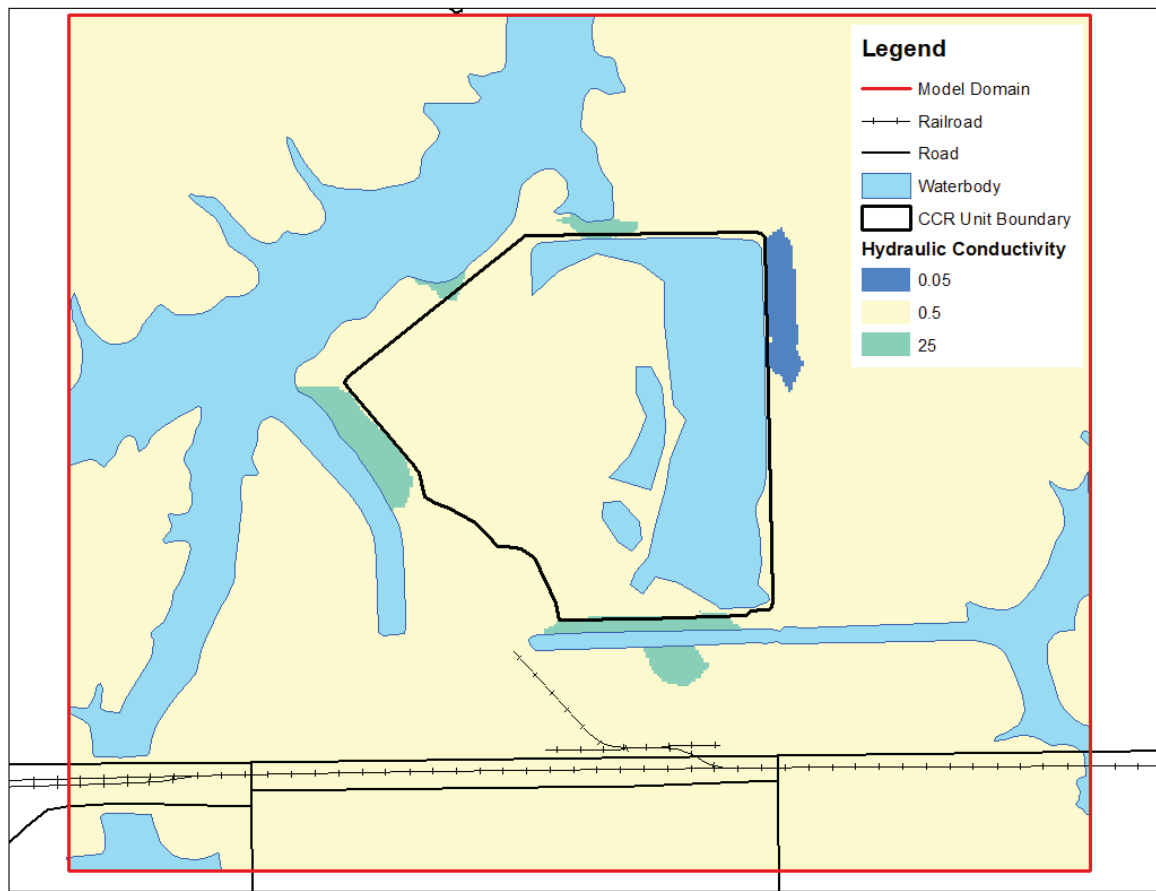 Legend
Model Domain
Railroad
Road
Waterbody
CCR Unit Boundary
Hydraulic Conductivity
0.05
0.5
25